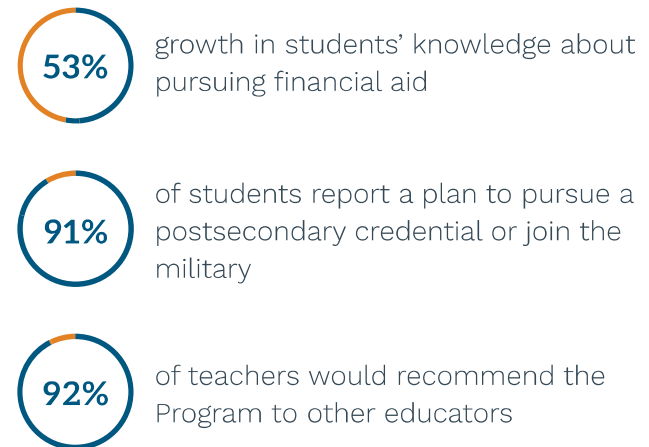 53%
growth in students’ knowledge about
pursuing financial aid
91%
of students report a plan to pursue a
postsecondary credential or join the
military
92%
of teachers would recommend the
Program to other educators